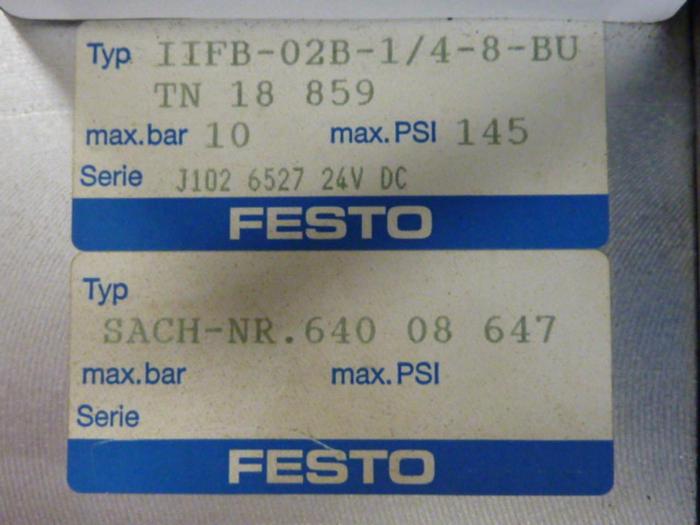 Typ IIFB-02B-1/4-8-BU
TN 18 859
max.bar 10 max.PSI 145
Serie J102 6527 24V DC
FESTO
Typ
SACH-NR.640 08 647
max.bar max.PSI
Serie
FESTO